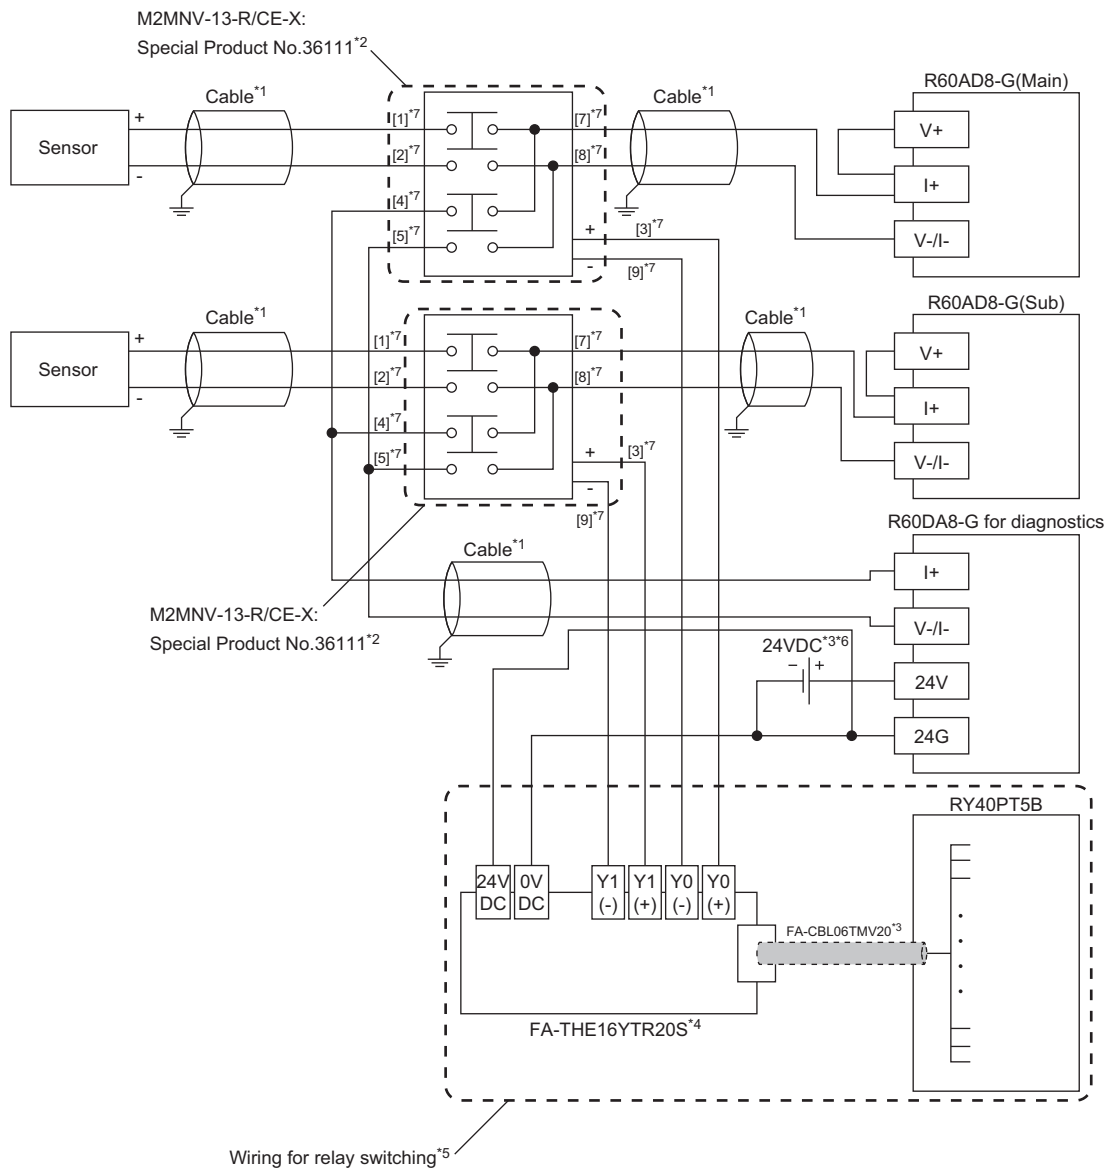 M2MNV-13-R/CE-X:
Special Product No.36111*2
R60AD8-G(Main)
Cable*1
Cable*1
Sensor
+
-
[1]*7
[2]*7
[4]*7
[5]*7
[7]*7
[8]*7
+
-
[3]*7
[9]*7
V+
I+
V-/I-
R60AD8-G(Sub)
Cable*1
Cable*1
Sensor
+
-
[1]*7
[2]*7
[4]*7
[5]*7
[7]*7
[8]*7
+
-
[3]*7
[9]*7
V+
I+
V-/I-
R60DA8-G for diagnostics
Cable*1
I+
V-/I-
24V
24G
M2MNV-13-R/CE-X:
Special Product No.36111*2
24VDC*3*6
- +
RY40PT5B
24V
DC
0V
DC
Y1
(-)
Y1
(+)
Y0
(-)
Y0
(+)
FA-CBL06TMV20*3
FA-THE16YTR20S*4
Wiring for relay switching*5